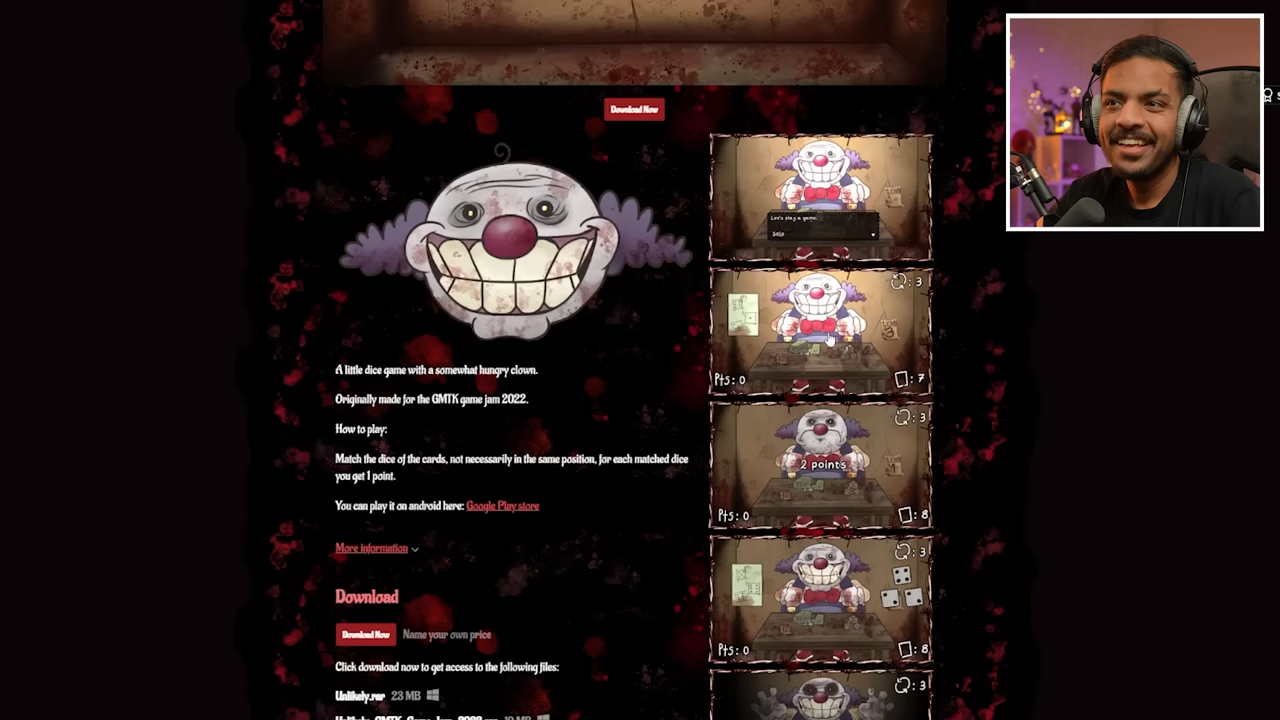 Download Now
Let's play a game.
Skip
: 3
Pts: 0
: 7
A little dice game with a somewhat hungry clown.
Originally made for the GMTK game jam 2022.
How to play:
Match the dice of the cards, not necessarily in the same position, for each matched dice
you get 1 point.
You can play it on android here: Google Play store
More information
: 3
2 points
Pts: 0
: 8
: 3
Pts: 0
: 8
: 3
Download
Download Now Name your own price
Click download now to get access to the following files:
Unlikely.rar 23 MB